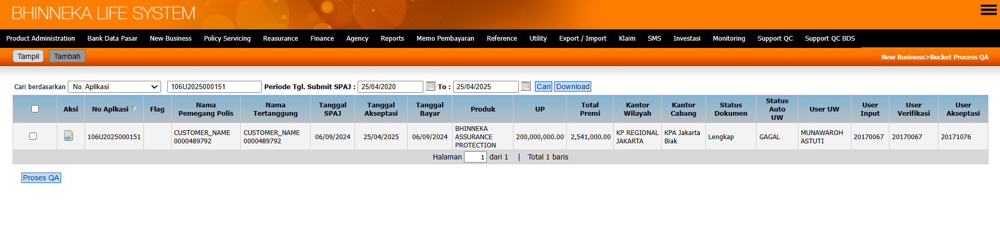 BHINNEKA LIFE SYSTEM
Product Administration Bank Data Pasar New Business Policy Servicing Reasurance Finance Agency Reports Memo Pembayaran Reference Utility Export / Import Klaim SMS Investasi Monitoring Support QC Support QC BDS
Tampil Tambah New Business>Bucket Process QA
Cari berdasarkan No. Aplikasi 106U2025000151 Periode Tgl. Submit SPAJ : 25/04/2020 To : 25/04/2025 Cari Download
Aksi No Aplkasi Flag Nama Pemegang Polis Nama Tertanggung Tanggal SPAJ Tanggal Akseptasi Tanggal Bayar Produk UP Total Premi Kantor Wilayah Kantor Cabang Status Dokumen Status Auto UW User UW User Input User Verifikasi User Akseptasi
106U2025000151 CUSTOMER_NAME 0000489792 CUSTOMER_NAME 0000489792 06/09/2024 25/04/2025 06/09/2024 BHINNEKA ASSURANCE PROTECTION 200,000,000.00 2,541,000.00 KP REGIONAL JAKARTA KPA Jakarta Biak Lengkap GAGAL MUNAWAROH ASTUTI 20170067 20170067 20171076
Halaman 1 dari 1 | Total 1 baris
Proses QA